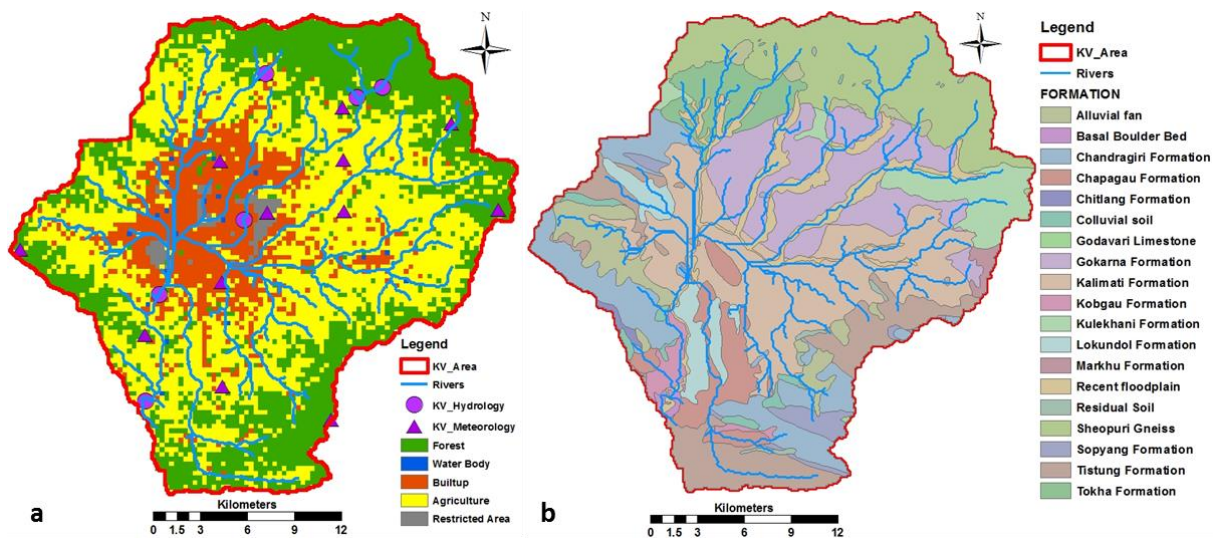 N
Legend
KV_Area
Rivers
KV_Hydrology
KV_Meteorology
Forest
Water Body
Builtup
Agriculture
Restricted Area
a
Kilometers
0 1.5 3 6 9 12
N
Legend
KV_Area
Rivers
FORMATION
Alluvial fan
Basal Boulder Bed
Chandragiri Formation
Chapagau Formation
Chitlang Formation
Colluvial soil
Godavari Limestone
Gokarna Formation
Kalimati Formation
Kobgau Formation
Kulekhani Formation
Lokundol Formation
Markhu Formation
Recent floodplain
Residual Soil
Sheopuri Gneiss
Sopyang Formation
Tistung Formation
Tokha Formation
b
Kilometers
0 1.5 3 6 9 12